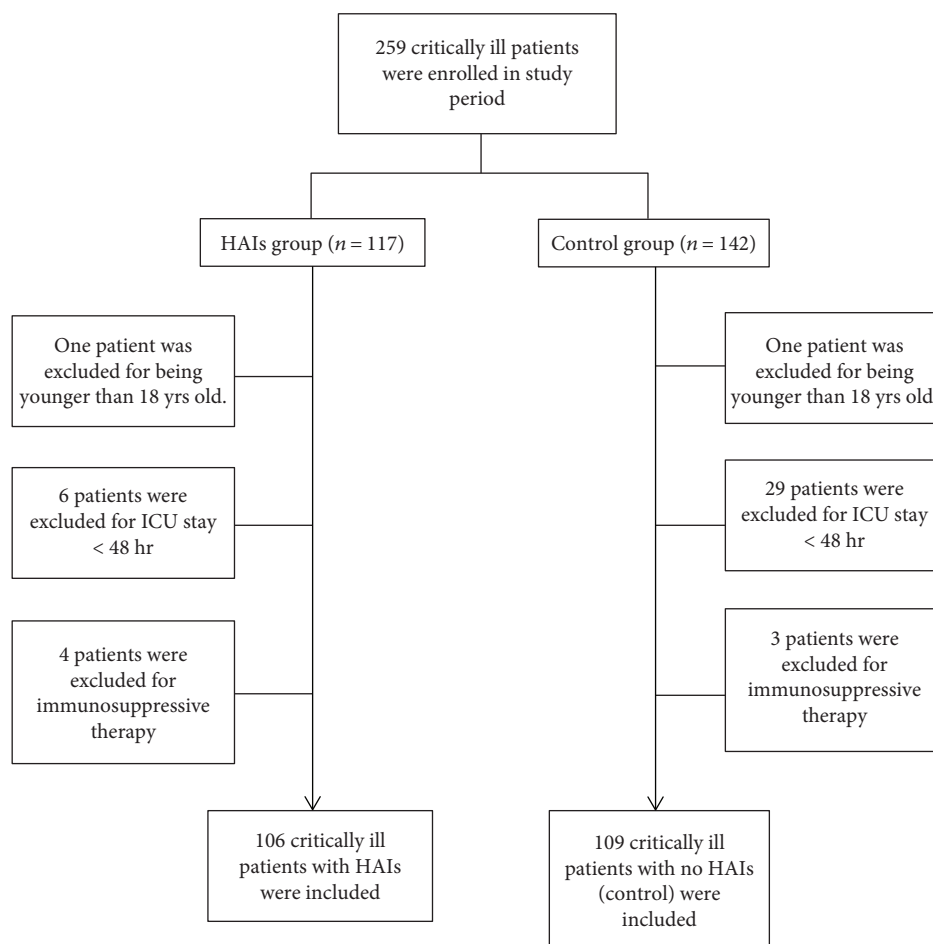 259 critically ill patients
were enrolled in study
period
HAIs group (n = 117)
Control group (n = 142)
One patient was
excluded for being
younger than 18 yrs old.
One patient was
excluded for being
younger than 18 yrs old.
6 patients were
excluded for ICU stay
< 48 hr
29 patients were
excluded for ICU stay
< 48 hr
4 patients were
excluded for
immunosuppressive
therapy
3 patients were
excluded for
immunosuppressive
therapy
106 critically ill
patients with HAIs
were included
109 critically ill
patients with no HAIs
(control) were
included